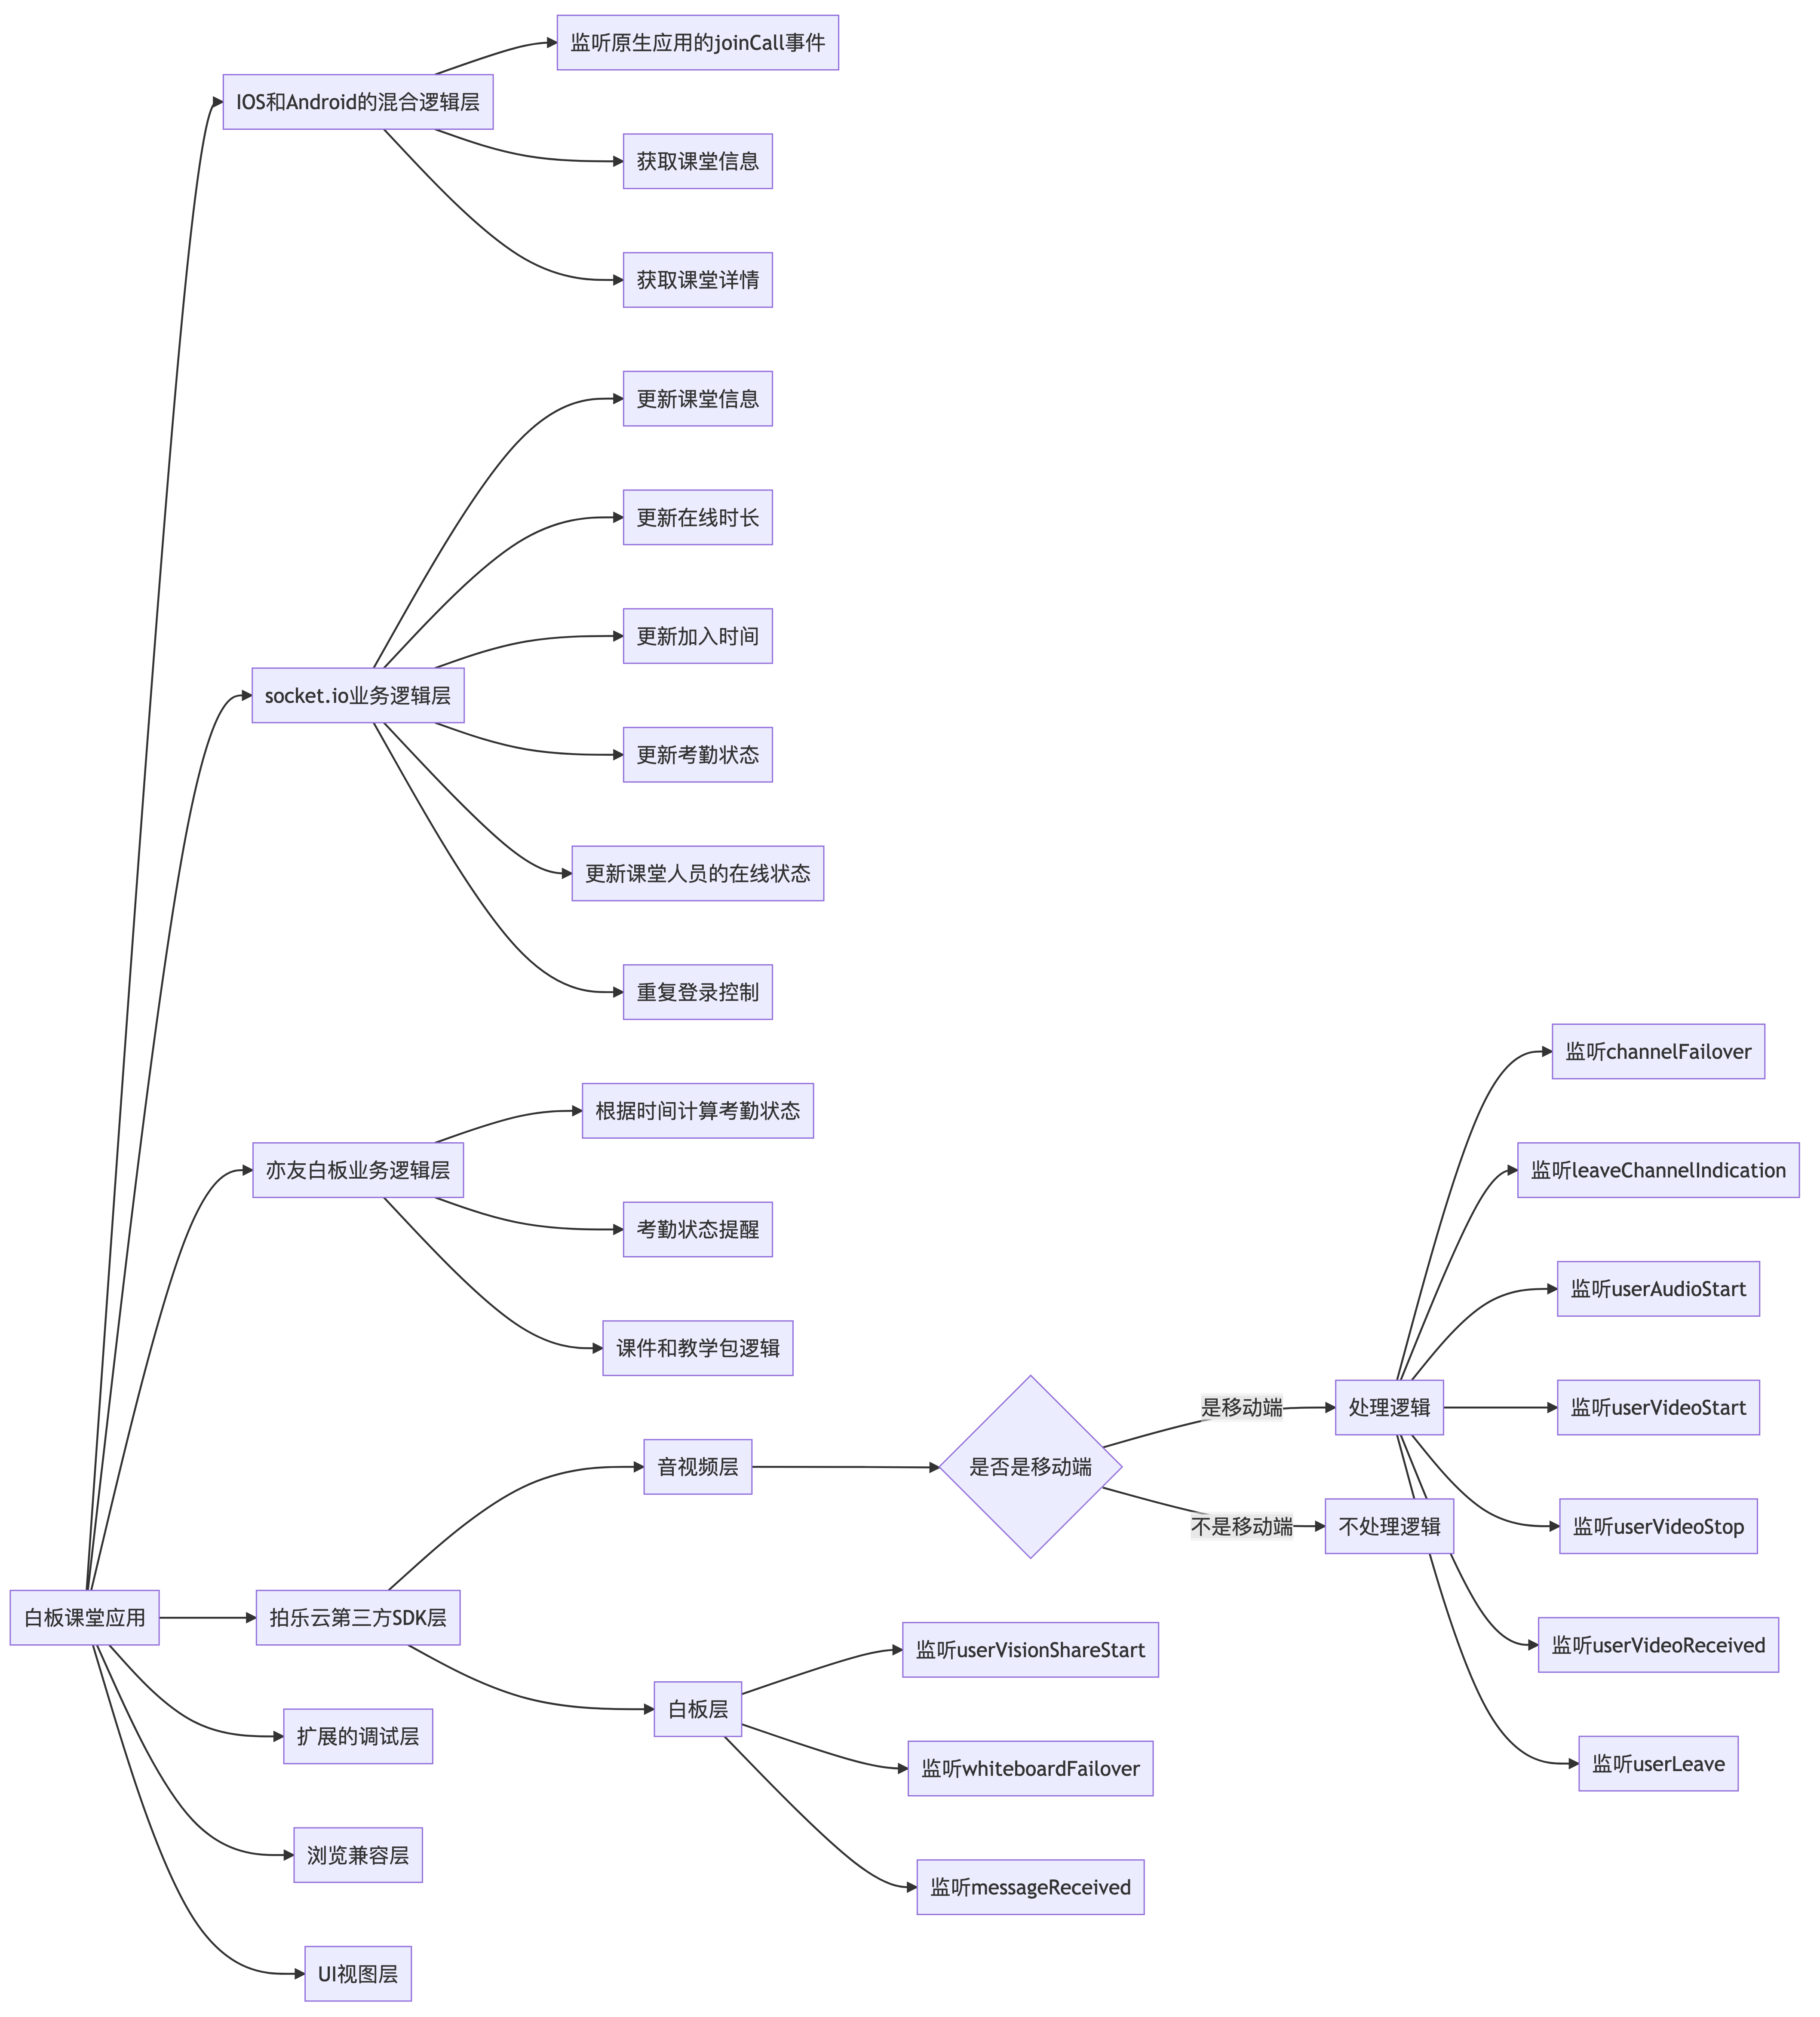 监听原生应用的joinCall事件
IOS和Android的混合逻辑层
获取课堂信息
获取课堂详情
更新课堂信息
更新在线时长
更新加入时间
socket.io业务逻辑层
更新考勤状态
更新课堂人员的在线状态
重复登录控制
监听channelFailover
根据时间计算考勤状态
亦友白板业务逻辑层
监听leaveChannelIndication
考勤状态提醒
监听userAudioStart
课件和教学包逻辑
是移动端
处理逻辑
监听userVideoStart
音视频层
是否是移动端
不是移动端
不处理逻辑
监听userVideoStop
白板课堂应用
拍乐云第三方SDK层
监听userVisionShareStart
监听userVideoReceived
白板层
扩展的调试层
监听whiteboardFailover
监听userLeave
浏览兼容层
监听messageReceived
UI视图层